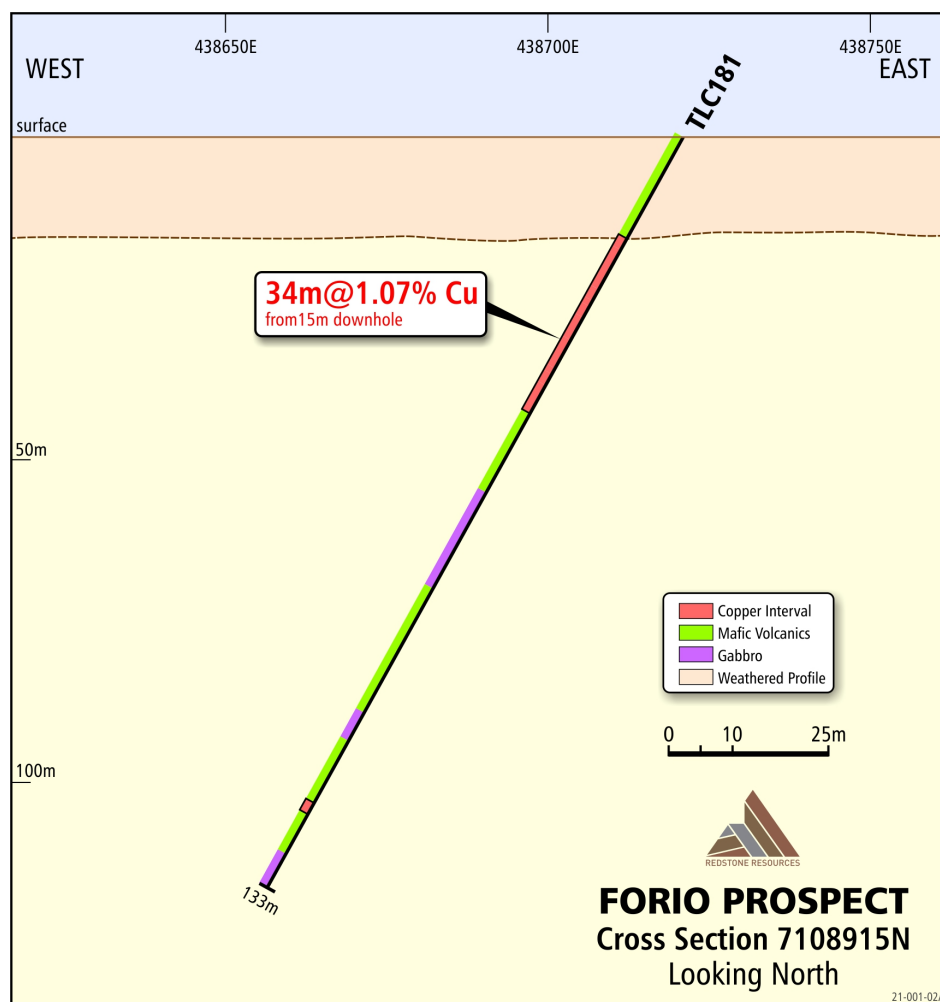 438650E
438700E
438750E
WEST
EAST
TLC181
surface
34m@1.07% Cu
from15m downhole
50m
Copper Interval
Mafic Volcanics
Gabbro
Weathered Profile
0 10 25m
100m
REDSTONE RESOURCES
133m
FORIO PROSPECT
Cross Section 7108915N
Looking North